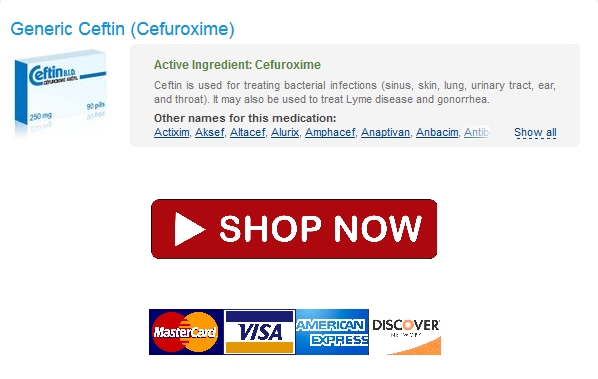 Generic Ceftin (Cefuroxime)
Ceftin B.I.D.
CEFUROXIME AXETIL
250 mg
90 pils
Active Ingredient: Cefuroxime
Ceftin is used for treating bacterial infections (sinus, skin, lung, urinary tract, ear,
and throat). It may also be used to treat Lyme disease and gonorrhea.
Other names for this medication:
Actixim, Aksef, Altacef, Alurix, Amphacef, Anaptivan, Anbacim, Antib
Show all
SHOP NOW
MasterCard
VISA
AMERICAN
EXPRESS
DISCOVER
NETWORK